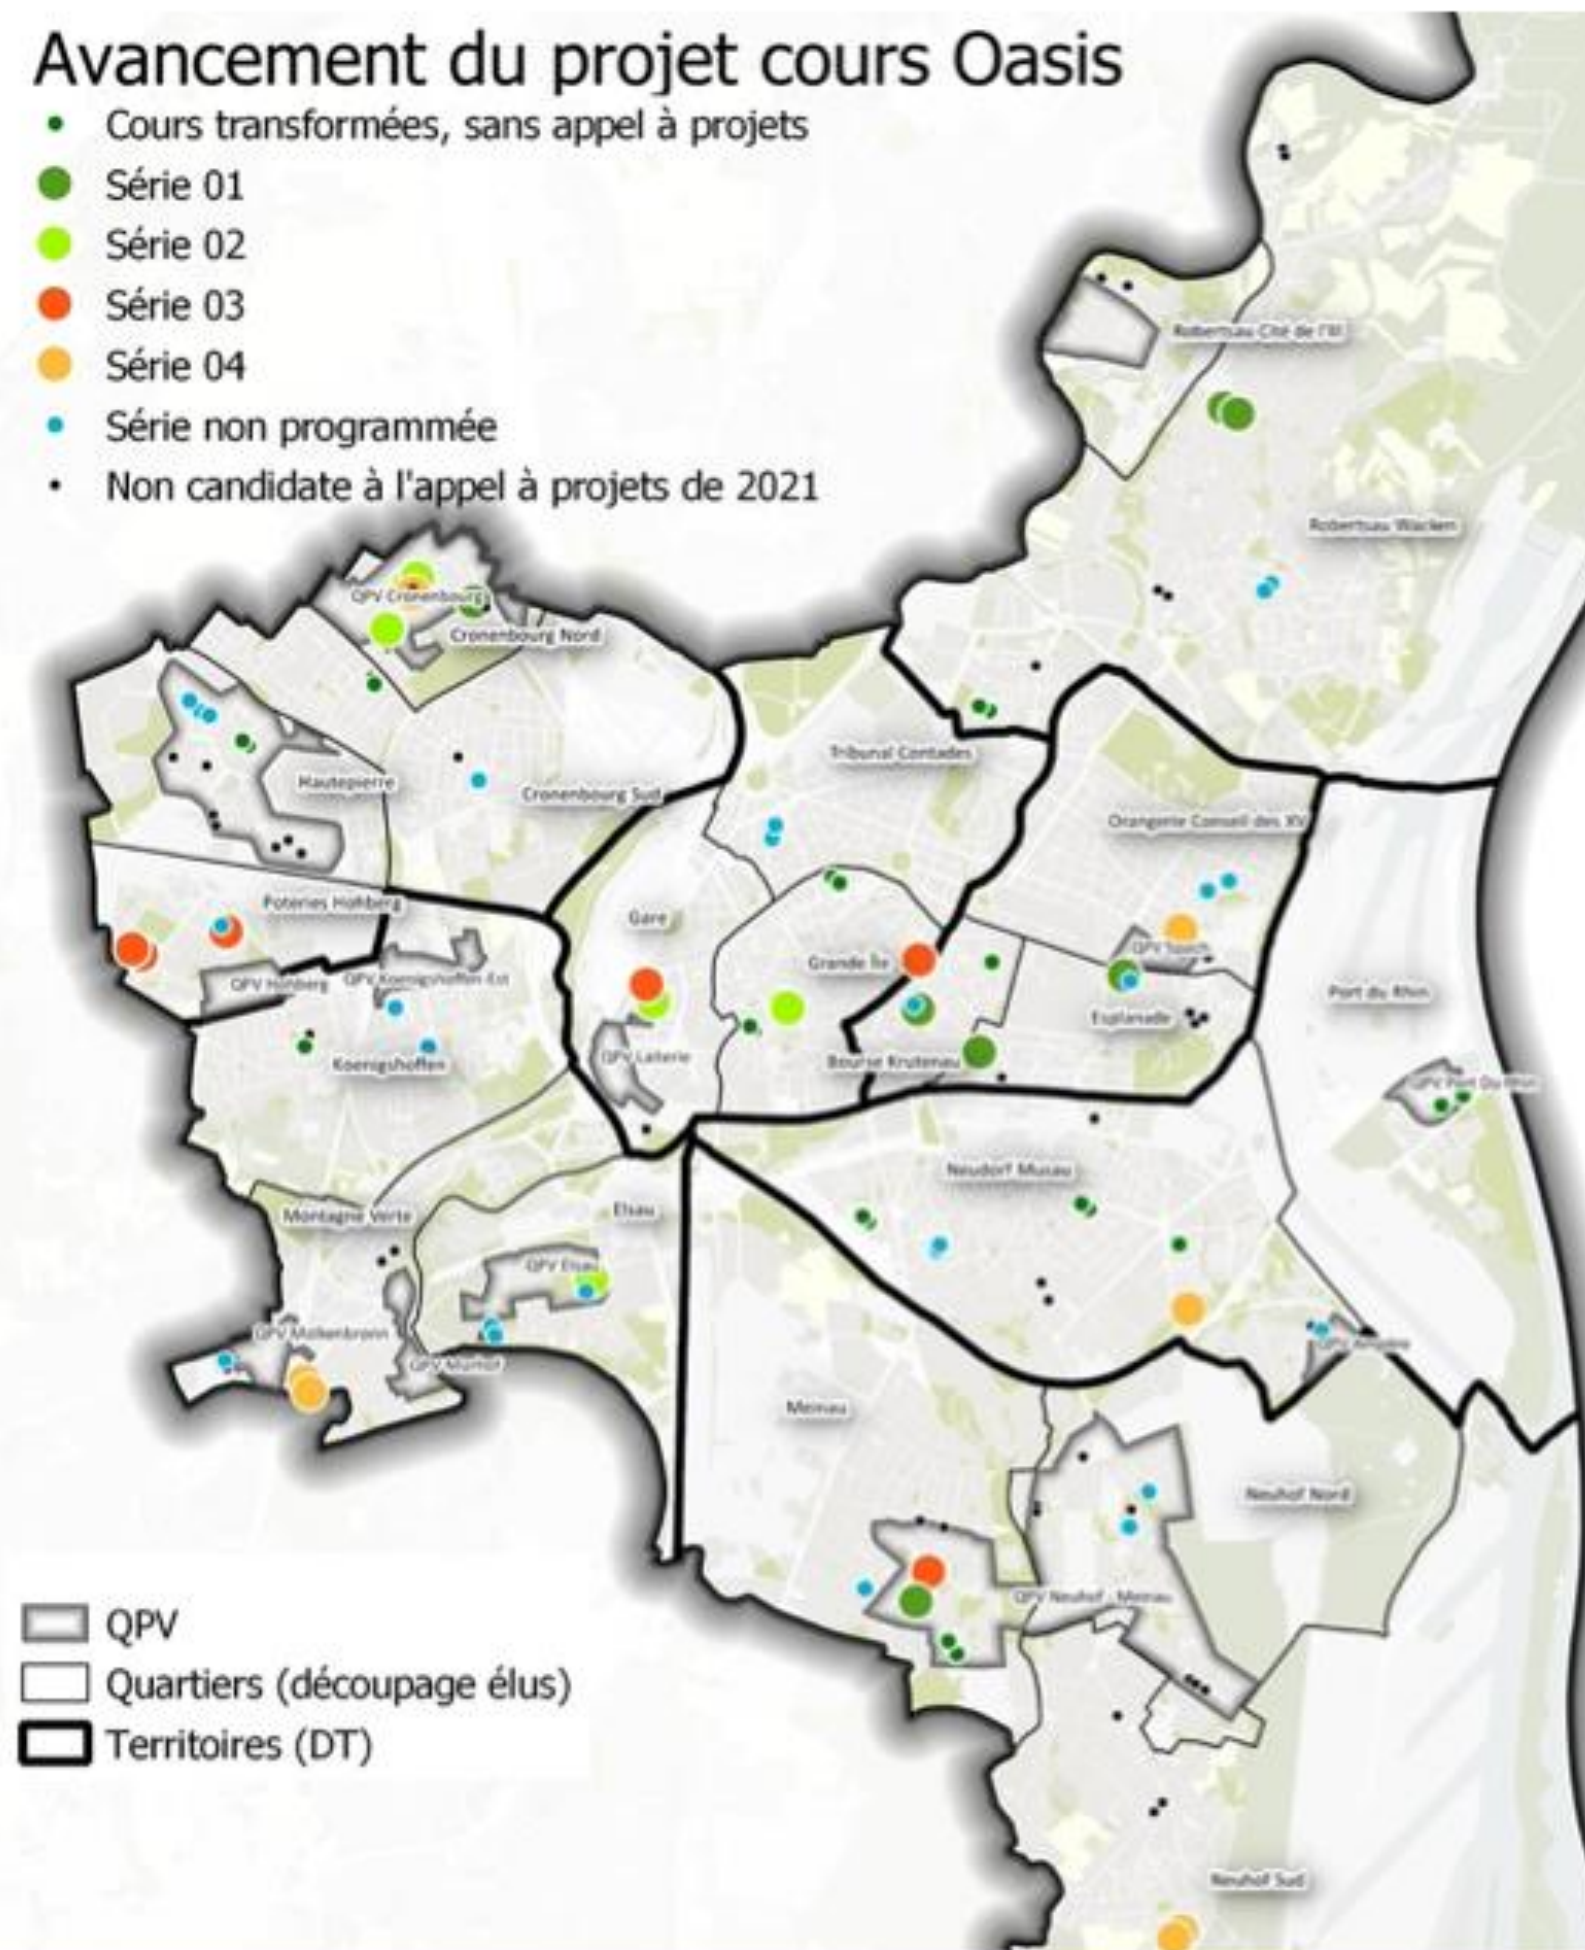 Avancement du projet cours Oasis
Cours transformées, sans appel à projets
Série 01
Série 02
Série 03
Série 04
Série non programmée
Non candidate à l'appel à projets de 2021
Robertsau Cité de l'Ill
Robertsau Wacken
QPV Cronenbourg
Cronenbourg Nord
Tribunal Contades
Hautepierre
Cronenbourg Sud
Orangerie Conseil des XV
Poteries Hohberg
Gare
QPV Spach
Grande Île
QPV Hohberg
QPV Koenigshoffen-Est
Port du Rhin
Esplanade
QPV Laiterie
Bourse Krutenau
Koenigshoffen
QPV Port Du Rhin
Neudorf Musau
Montagne Verte
Elsau
QPV Elsau
QPV Molkenbronn
QPV Murhof
QPV Ampère
Meinau
Neuhof Nord
QPV Neuhof - Meinau
QPV
Quartiers (découpage élus)
Territoires (DT)
Neuhof Sud